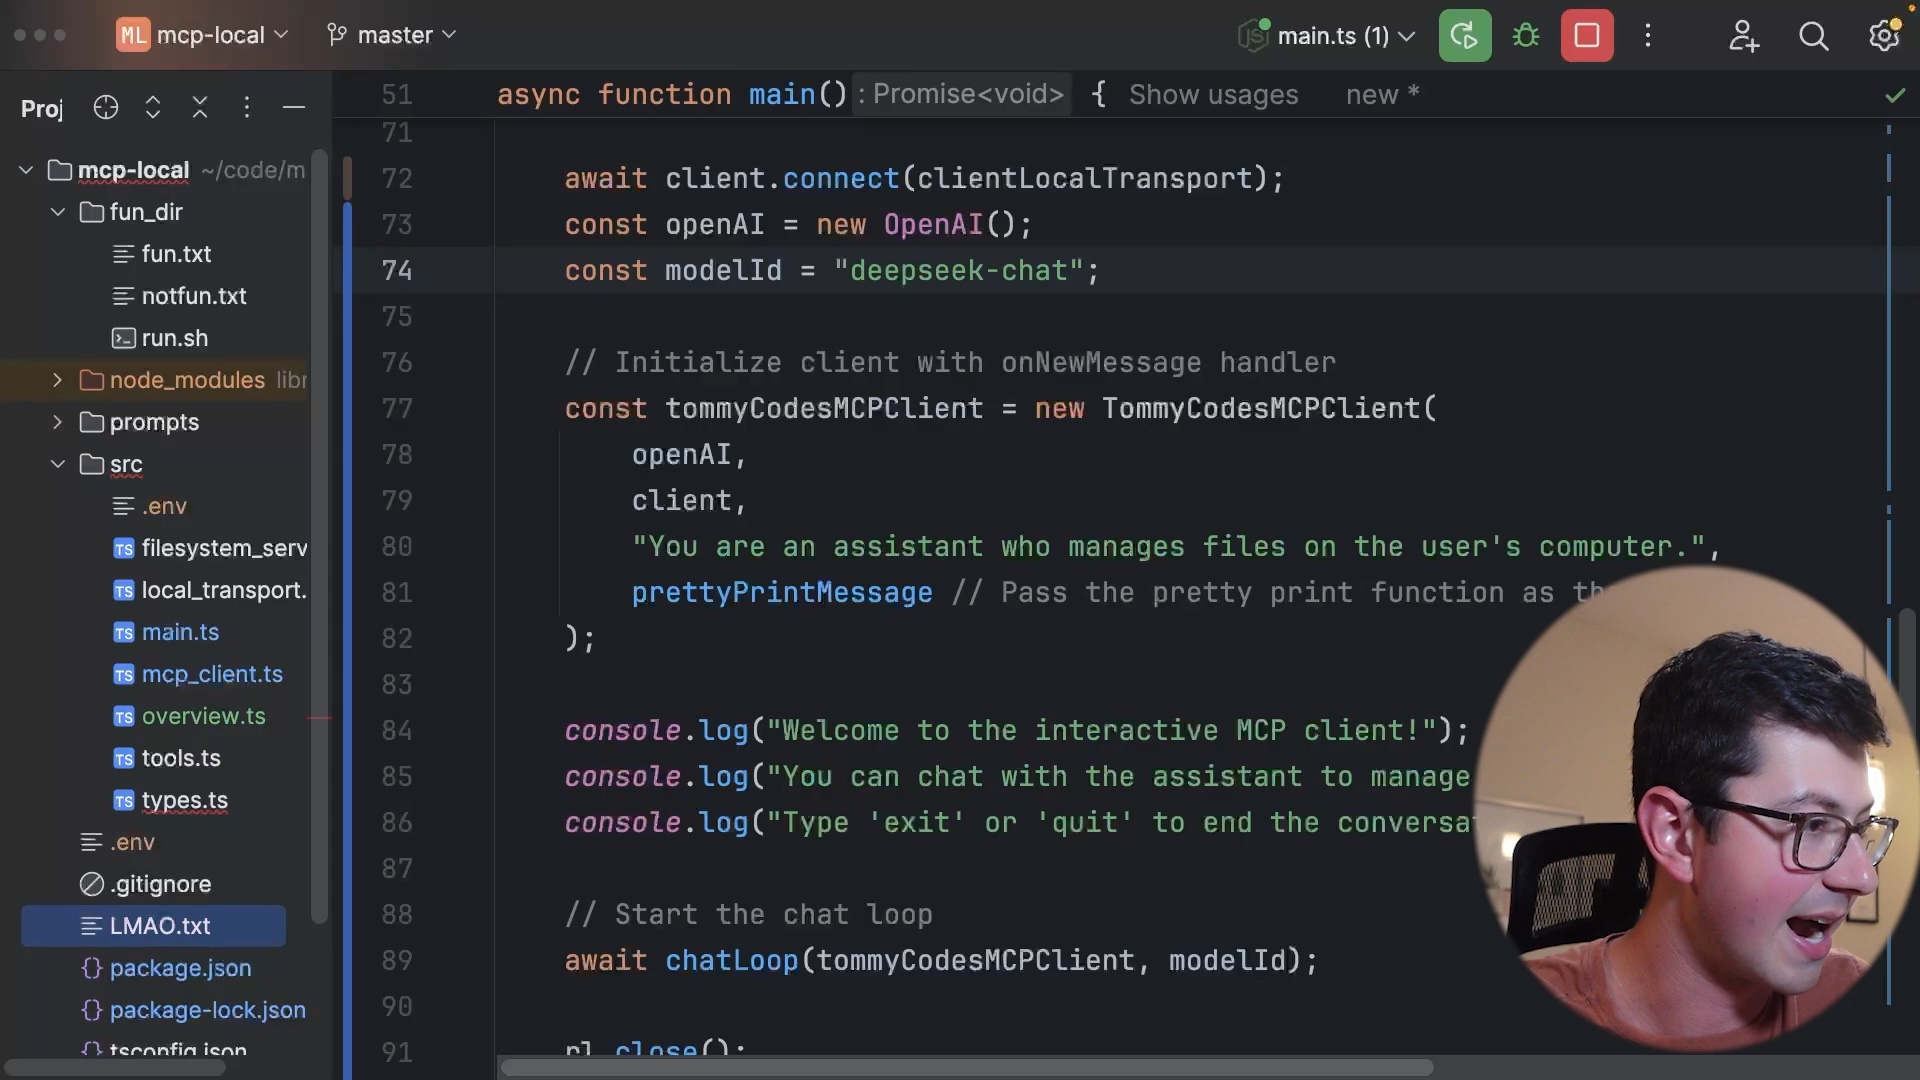 ML mcp-local master main.ts (1)
Proj
mcp-local ~/code/m
fun_dir
fun.txt
notfun.txt
run.sh
node_modules libr
prompts
src
.env
filesystem_serv
local_transport.
main.ts
mcp_client.ts
overview.ts
tools.ts
types.ts
.env
.gitignore
LMAO.txt
package.json
package-lock.json
tsconfig.json
51 async function main() : Promise<void> { Show usages new *
71
72 await client.connect(clientLocalTransport);
73 const openAI = new OpenAI();
74 const modelId = "deepseek-chat";
75
76 // Initialize client with onNewMessage handler
77 const tommyCodesMCPClient = new TommyCodesMCPClient(
78 openAI,
79 client,
80 "You are an assistant who manages files on the user's computer.",
81 prettyPrintMessage // Pass the pretty print function as th
82 );
83
84 console.log("Welcome to the interactive MCP client!");
85 console.log("You can chat with the assistant to manage
86 console.log("Type 'exit' or 'quit' to end the conversa
87
88 // Start the chat loop
89 await chatLoop(tommyCodesMCPClient, modelId);
90
91 rl.close();